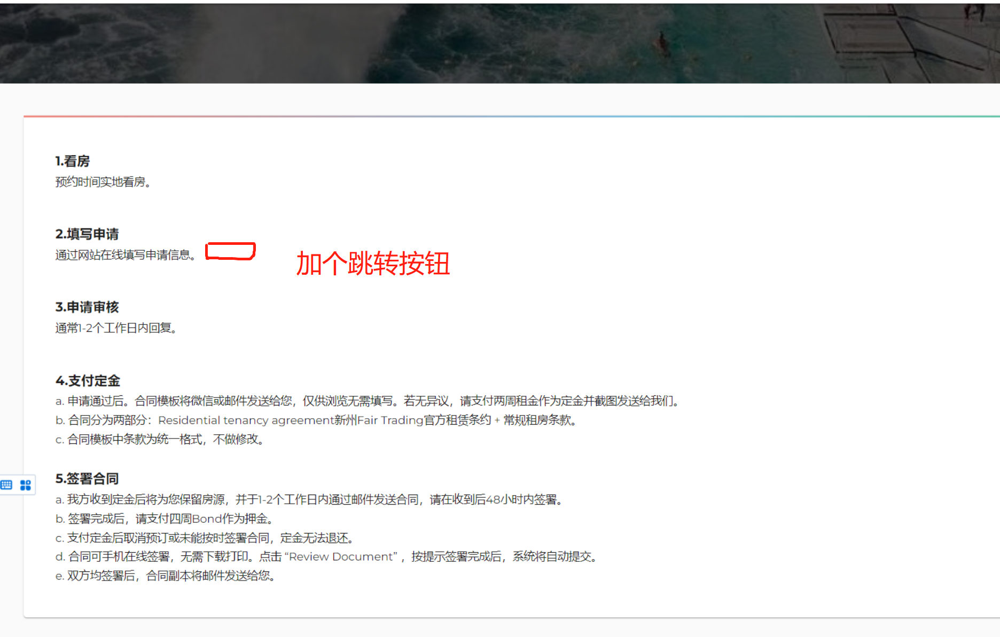 1.看房
预约时间实地看房。
2.填写申请
通过网站在线填写申请信息。
加个跳转按钮
3.申请审核
通常1-2个工作日内回复。
4.支付定金
a. 申请通过后。合同模板将微信或邮件发送给您，仅供浏览无需填写。若无异议，请支付两周租金作为定金并截图发送给我们。
b. 合同分为两部分：Residential tenancy agreement新州Fair Trading官方租赁条约 + 常规租房条款。
c. 合同模板中条款为统一格式，不做修改。
5.签署合同
a. 我方收到定金后将为您保留房源，并于1-2个工作日内通过邮件发送合同，请在收到后48小时内签署。
b. 签署完成后，请支付四周Bond作为押金。
c. 支付定金后取消预订或未能按时签署合同，定金无法退还。
d. 合同可手机在线签署，无需下载打印。点击 “Review Document” ，按提示签署完成后，系统将自动提交。
e. 双方均签署后，合同副本将邮件发送给您。